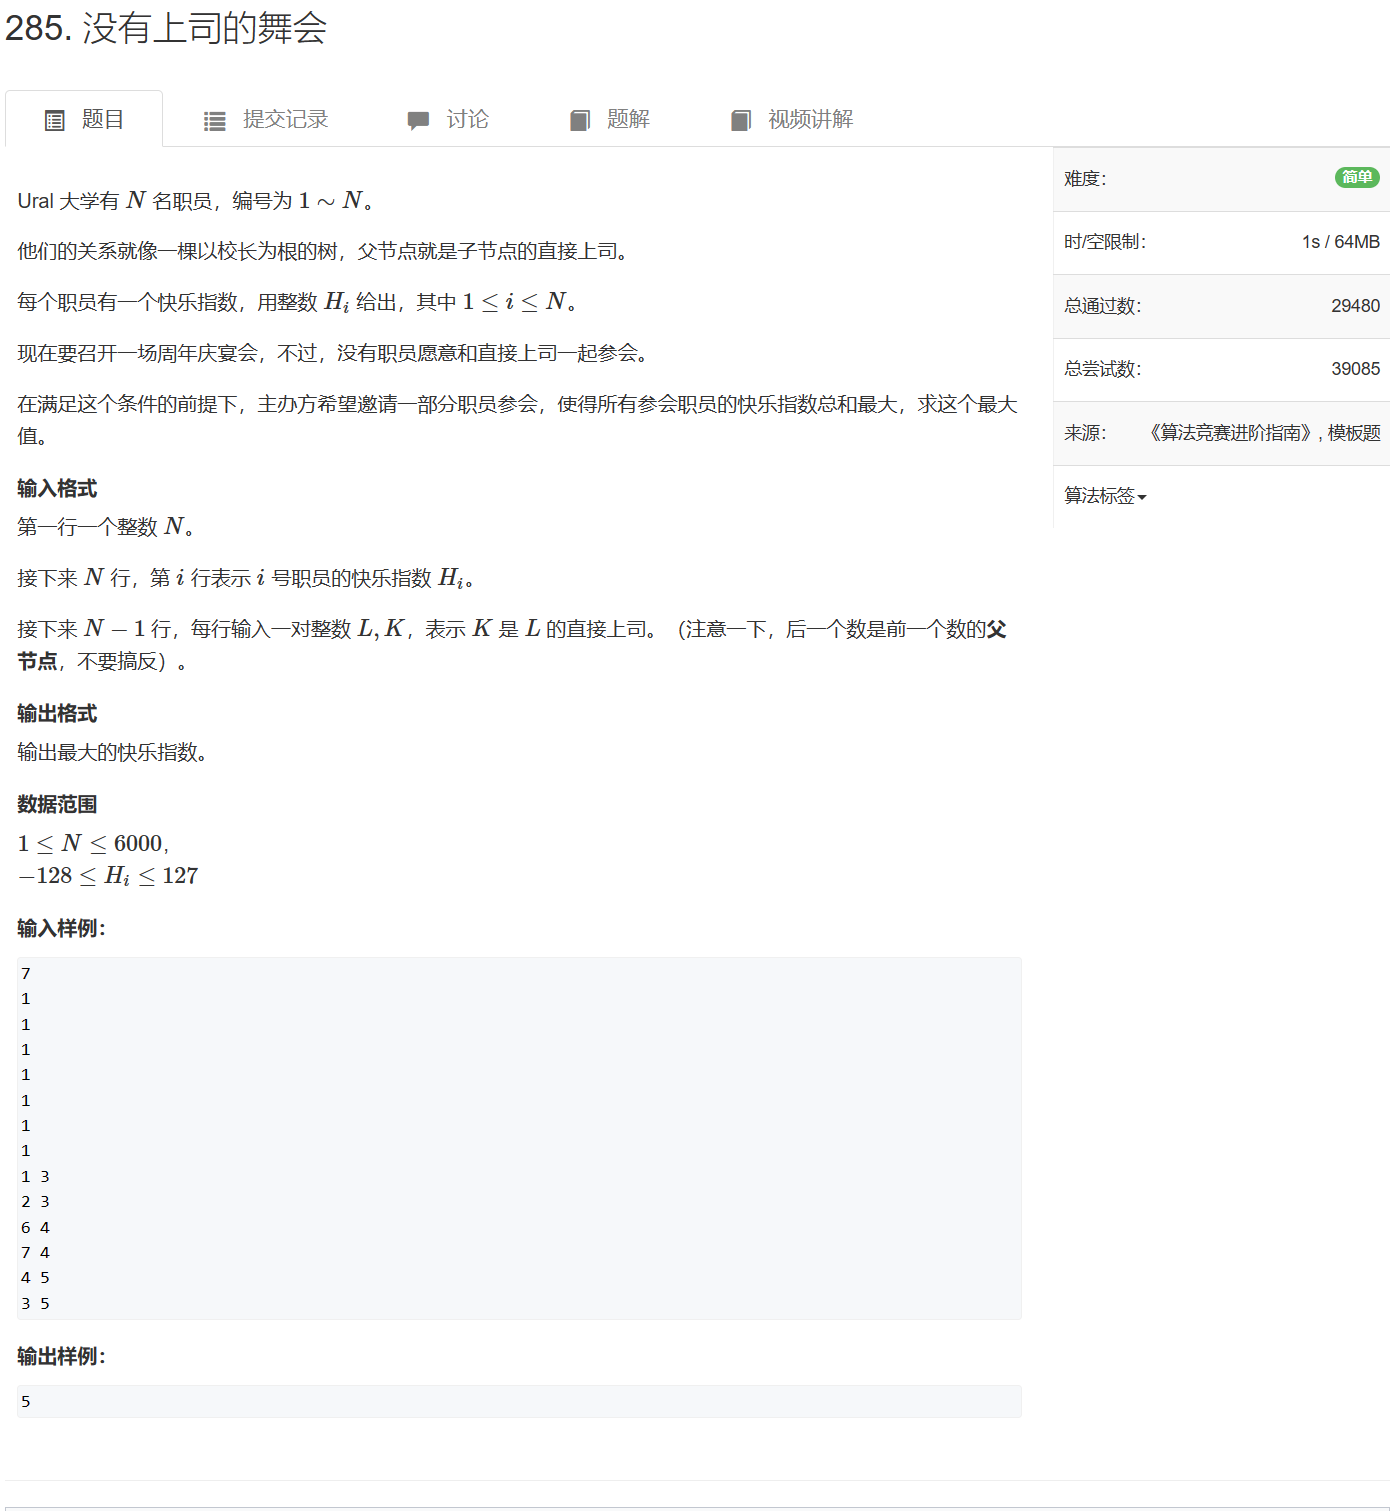 285. 没有上司的舞会
题目 提交记录 讨论 题解 视频讲解
Ural 大学有 N 名职员，编号为 1 ∼ N。
他们的关系就像一棵以校长为根的树，父节点就是子节点的直接上司。
每个职员有一个快乐指数，用整数 H_i 给出，其中 1 ≤ i ≤ N。
现在要召开一场周年庆宴会，不过，没有职员愿意和直接上司一起参会。
在满足这个条件的前提下，主办方希望邀请一部分职员参会，使得所有参会职员的快乐指数总和最大，求这个最大
值。
输入格式
第一行一个整数 N。
接下来 N 行，第 i 行表示 i 号职员的快乐指数 H_i。
接下来 N − 1 行，每行输入一对整数 L, K，表示 K 是 L 的直接上司。（注意一下，后一个数是前一个数的父
节点，不要搞反）。
输出格式
输出最大的快乐指数。
数据范围
1 ≤ N ≤ 6000,
−128 ≤ H_i ≤ 127
输入样例：
7
1
1
1
1
1
1
1
1 3
2 3
6 4
7 4
4 5
3 5
输出样例：
5
难度： 简单
时/空限制： 1s / 64MB
总通过数： 29480
总尝试数： 39085
来源： 《算法竞赛进阶指南》, 模板题
算法标签